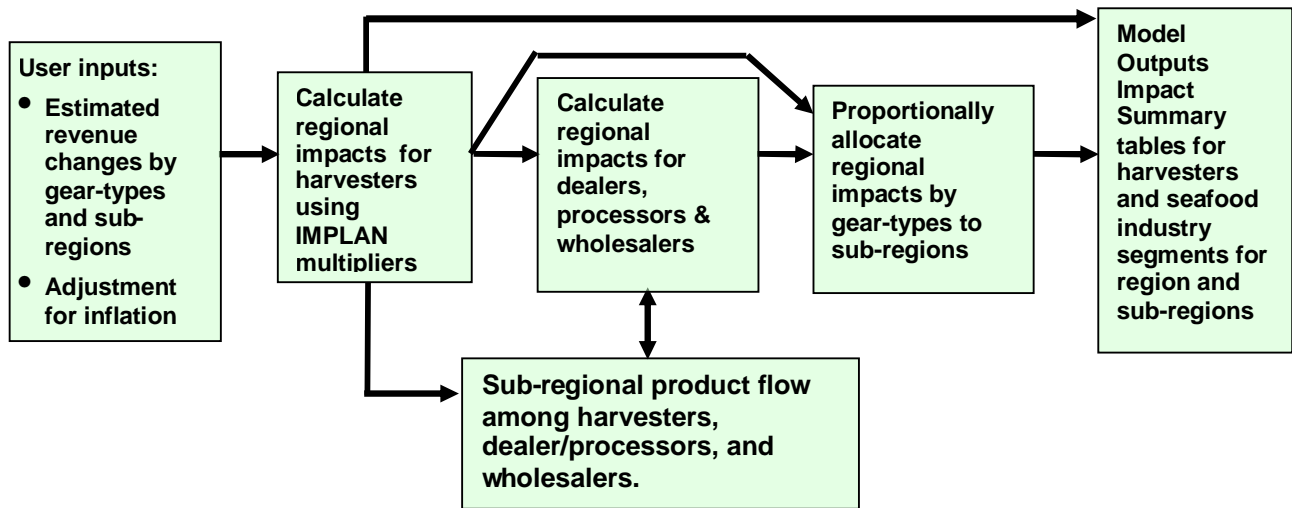 User inputs:
• Estimated
revenue
changes by
gear-types
and sub-
regions
• Adjustment
for inflation
Calculate
regional
impacts for
harvesters
using
IMPLAN
multipliers
Calculate
regional
impacts for
dealers,
processors &
wholesalers
Proportionally
allocate
regional
impacts by
gear-types to
sub-regions
Model
Outputs
Impact
Summary
tables for
harvesters
and seafood
industry
segments for
region and
sub-regions
Sub-regional product flow
among harvesters,
dealer/processors, and
wholesalers.